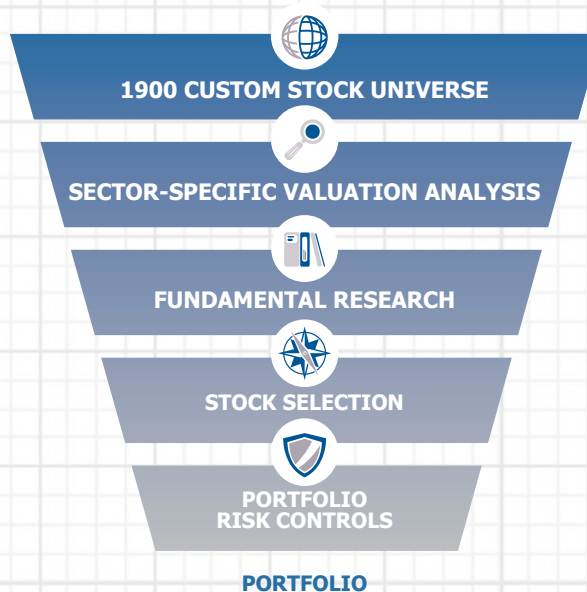 1900 CUSTOM STOCK UNIVERSE
SECTOR-SPECIFIC VALUATION ANALYSIS
FUNDAMENTAL RESEARCH
STOCK SELECTION
PORTFOLIO
RISK CONTROLS
PORTFOLIO